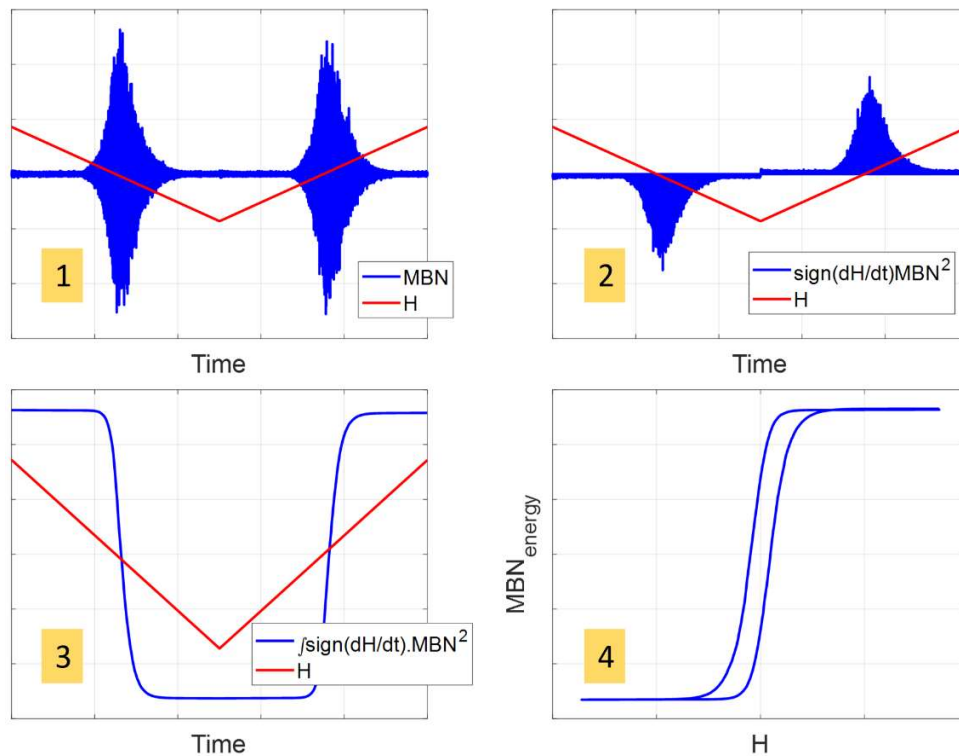 1
MBN
H
Time
2
sign(dH/dt)MBN²
H
Time
3
∫sign(dH/dt).MBN²
H
Time
MBN_energy
4
H